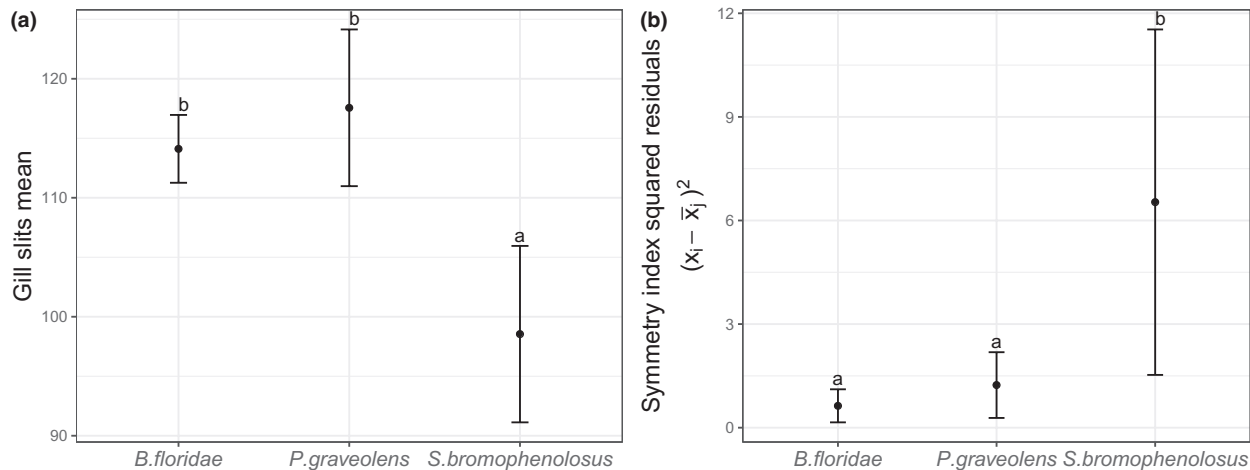 (a)
Gill slits mean
120
110
100
90
b
b
a
B.floridae
P.graveolens
S.bromophenolosus
(b)
Symmetry index squared residuals
(xᵢ− x̄ⱼ)²
12
9
6
3
0
a
a
b
B.floridae
P.graveolens
S.bromophenolosus